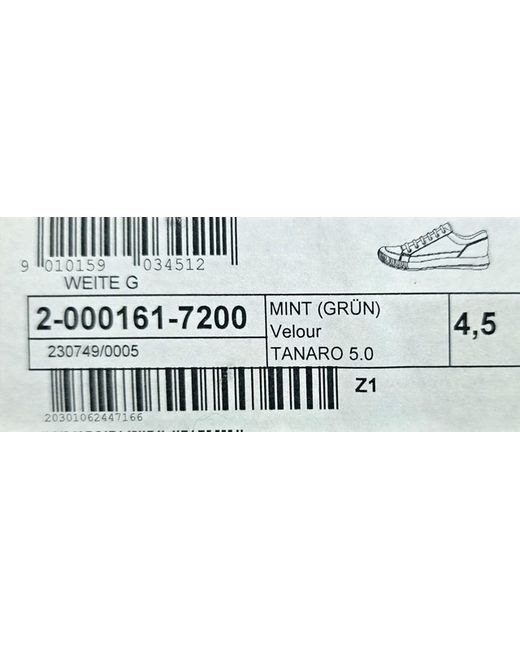 9 010159 034512
WEITE G
2-000161-7200
230749/0005
MINT (GRÜN)
Velour
TANARO 5.0
4,5
Z1
20301062447166